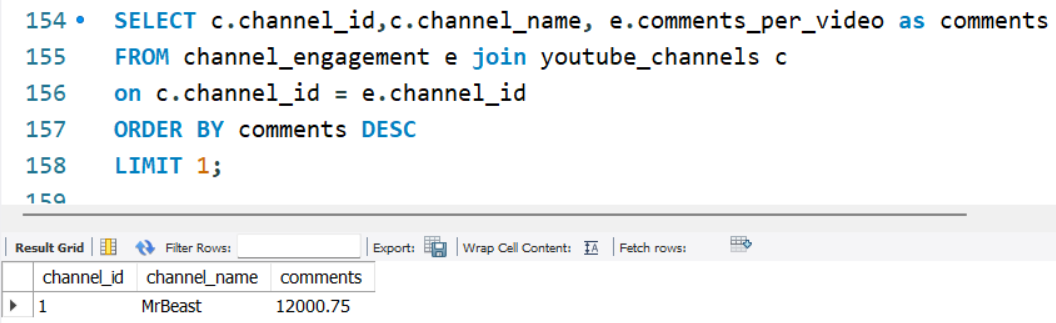 154 SELECT c.channel_id,c.channel_name, e.comments_per_video as comments
155 FROM channel_engagement e join youtube_channels c
156 on c.channel_id = e.channel_id
157 ORDER BY comments DESC
158 LIMIT 1;
159
Result Grid Filter Rows: Export: Wrap Cell Content: IA Fetch rows:
channel_id channel_name comments
1 MrBeast 12000.75